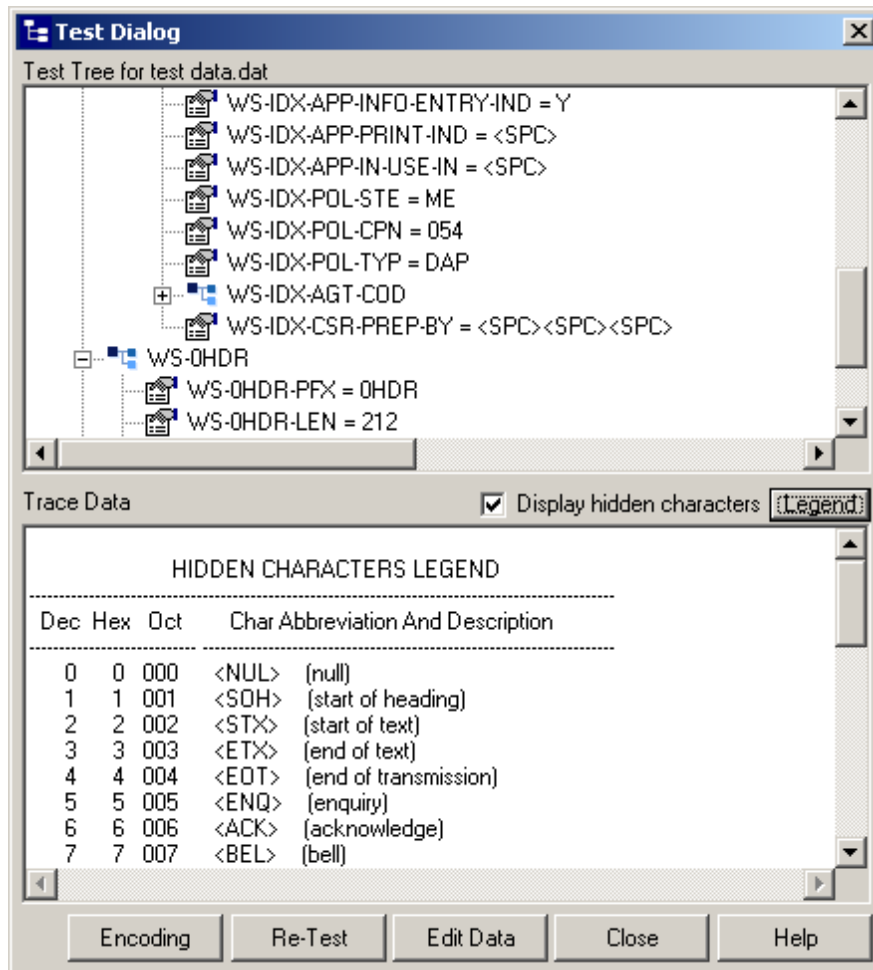 Test Dialog
Test Tree for test data.dat
WS-IDX-APP-INFO-ENTRY-IND = Y
WS-IDX-APP-PRINT-IND = <SPC>
WS-IDX-APP-IN-USE-IN = <SPC>
WS-IDX-POL-STE = ME
WS-IDX-POL-CPN = 054
WS-IDX-POL-TYP = DAP
WS-IDX-AGT-COD
WS-IDX-CSR-PREP-BY = <SPC><SPC><SPC>
WS-0HDR
WS-0HDR-PFX = 0HDR
WS-0HDR-LEN = 212
Trace Data Display hidden characters Legend
HIDDEN CHARACTERS LEGEND
--------------------------------------------------------------------------------
Dec Hex Oct Char Abbreviation And Description
--------------------------------------------------------------------------------
0 0 000 <NUL> (null)
1 1 001 <SOH> (start of heading)
2 2 002 <STX> (start of text)
3 3 003 <ETX> (end of text)
4 4 004 <EOT> (end of transmission)
5 5 005 <ENQ> (enquiry)
6 6 006 <ACK> (acknowledge)
7 7 007 <BEL> (bell)
Encoding Re-Test Edit Data Close Help